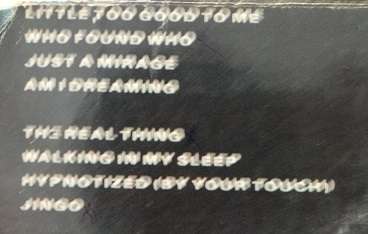 LITTLE TOO GOOD TO ME
WHO FOUND WHO
JUST A MIRAGE
AM I DREAMING
THE REAL THING
WALKING IN MY SLEEP
HYPNOTIZED (BY YOUR TOUCH)
JINGO